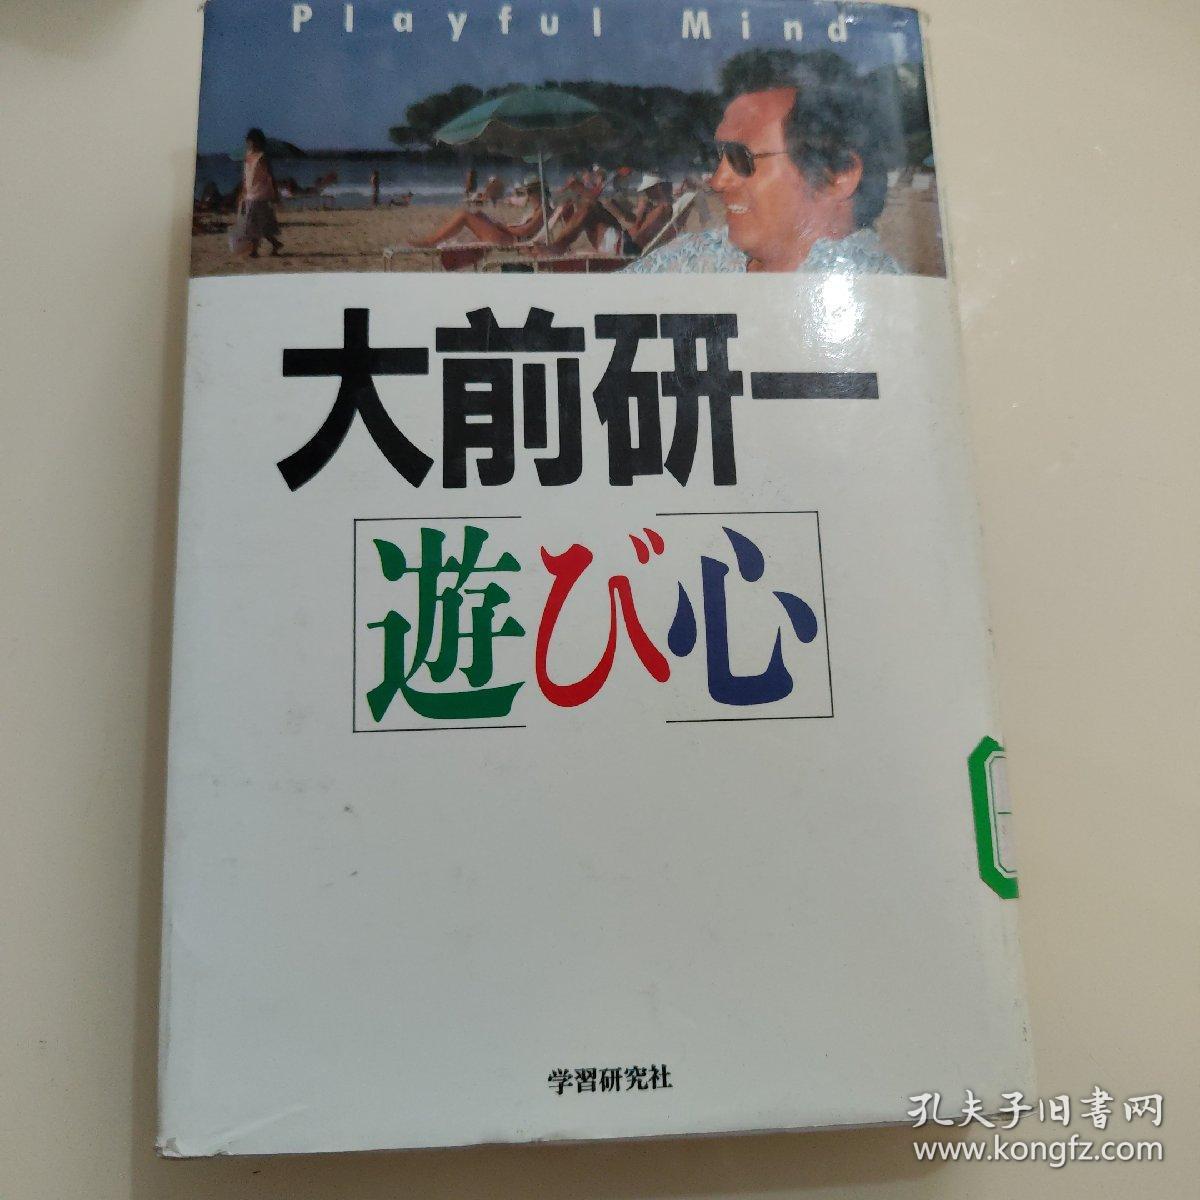 Playful Mind
大前研一
遊び心
学習研究社
孔夫子旧書网
www.kongfz.com